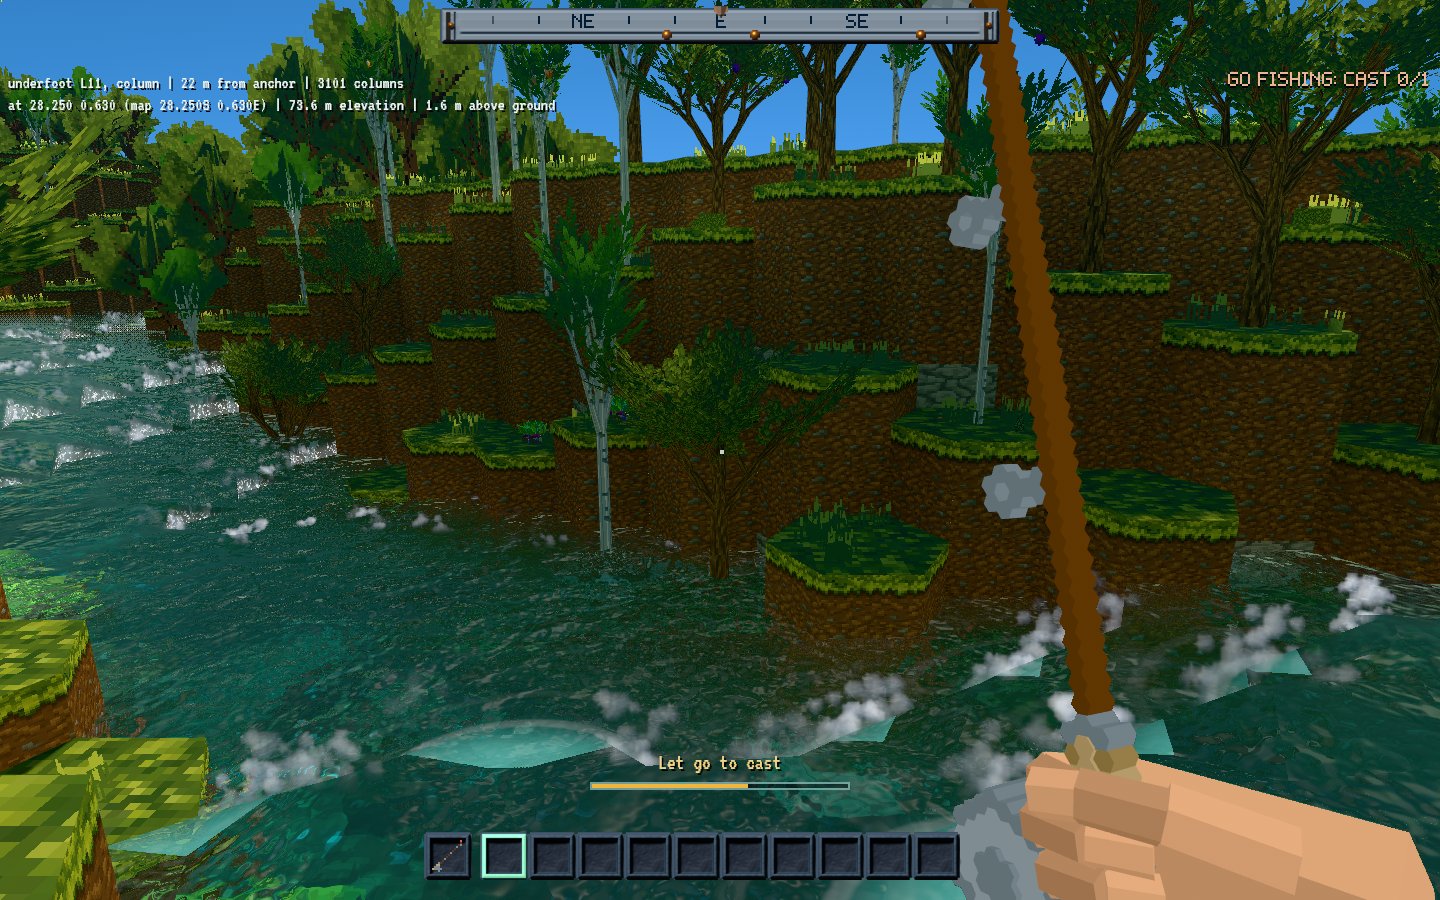 NE E SE
underfoot L11, column | 22 m from anchor | 3101 columns
GO FISHING: CAST 0/1
at 28.250 0.630 (map 28.250S 0.630E) | 73.6 m elevation | 1.6 m above ground
Let go to cast